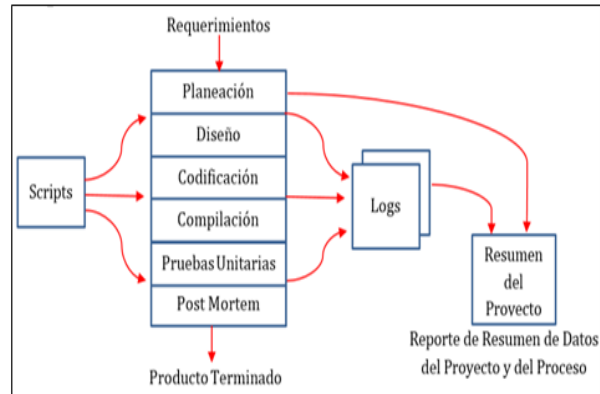 Requerimientos
Planeación
Diseño
Codificación
Compilación
Pruebas Unitarias
Post Mortem
Scripts
Logs
Resumen
del
Provecto
Producto Terminado
Reporte de Resumen de Datos
del Proyecto y del Proceso